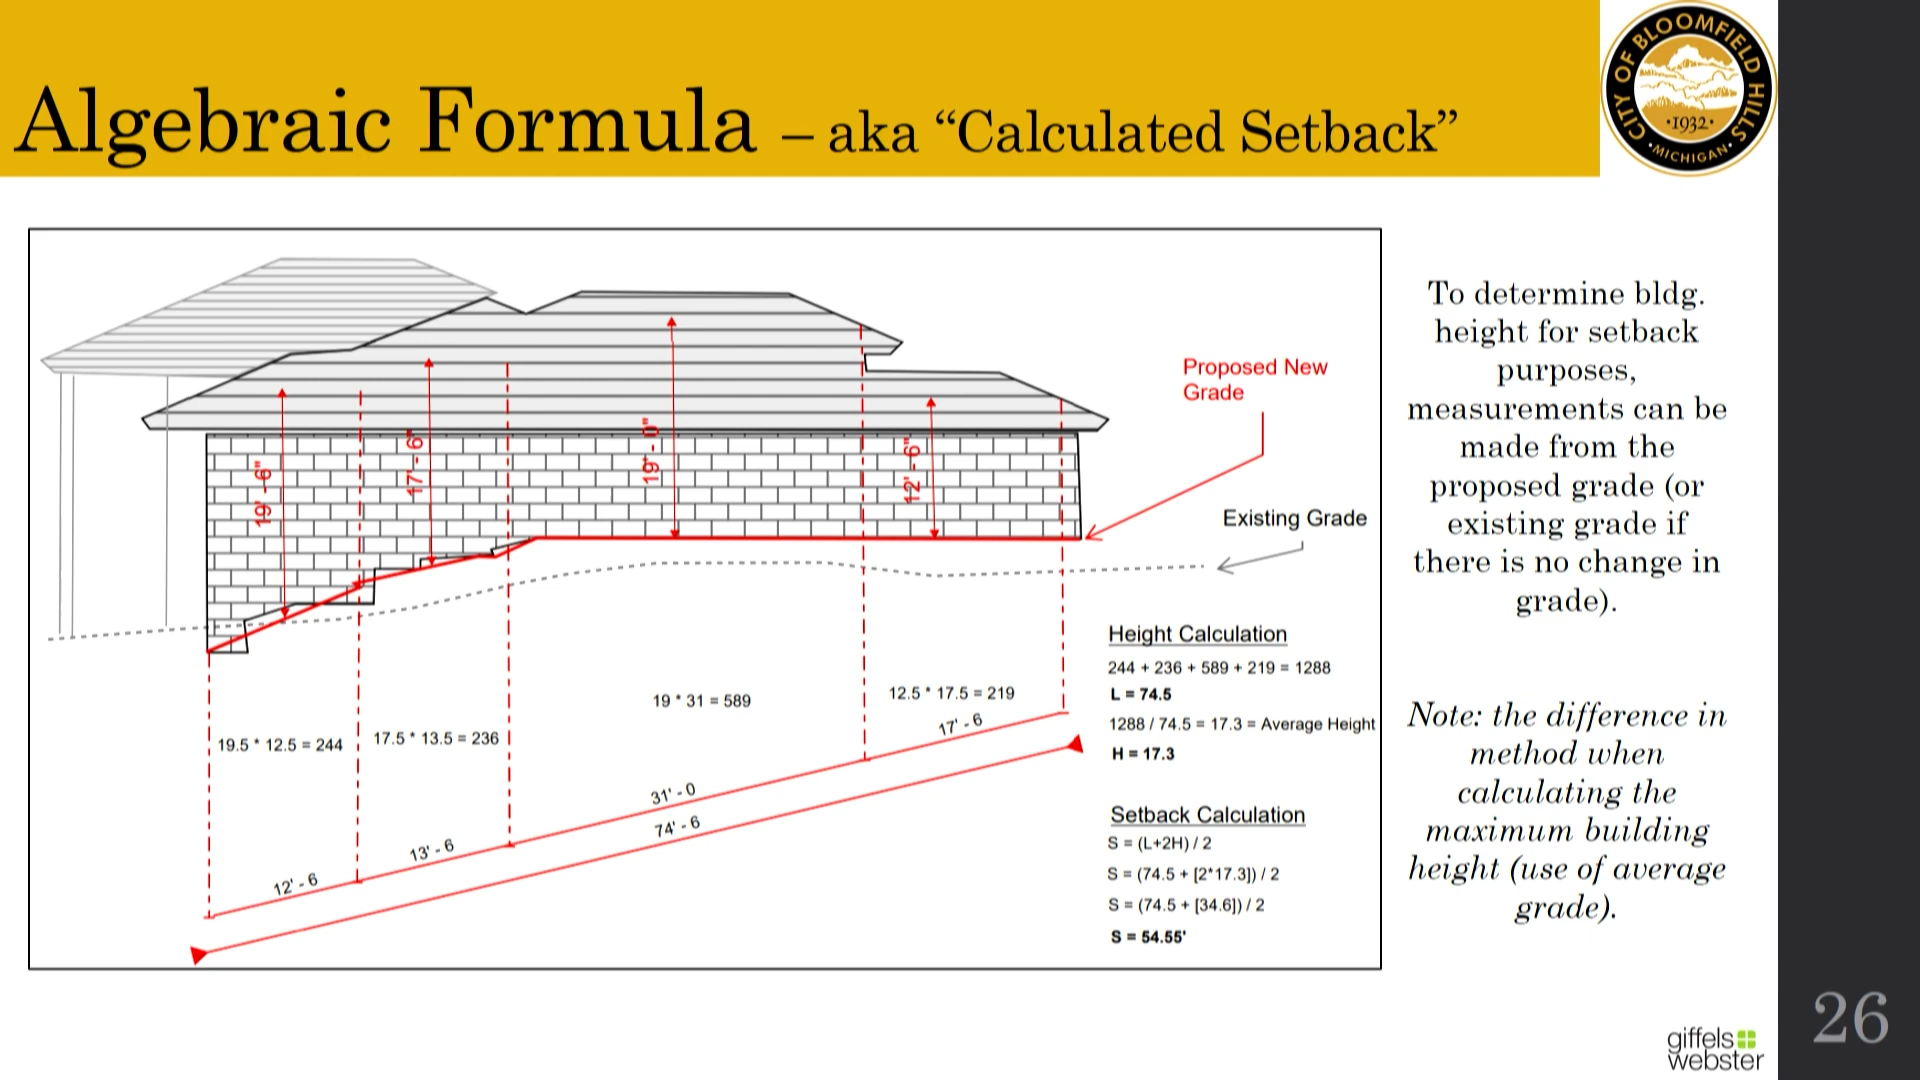 Algebraic Formula – aka “Calculated Setback”
CITY OF BLOOMFIELD HILLS
•1932•
•MICHIGAN•
To determine bldg.
height for setback
purposes,
measurements can be
made from the
proposed grade (or
existing grade if
there is no change in
grade).
Note: the difference in
method when
calculating the
maximum building
height (use of average
grade).
Proposed New
Grade
Existing Grade
19' - 6"
17' - 6"
19' - 0"
12' - 6"
19.5 * 12.5 = 244
17.5 * 13.5 = 236
19 * 31 = 589
12.5 * 17.5 = 219
12' - 6
13' - 6
31' - 0
17' - 6
74' - 6
Height Calculation
244 + 236 + 589 + 219 = 1288
L = 74.5
1288 / 74.5 = 17.3 = Average Height
H = 17.3
Setback Calculation
S = (L+2H) / 2
S = (74.5 + [2*17.3]) / 2
S = (74.5 + [34.6]) / 2
S = 54.55'
giffels
webster
26